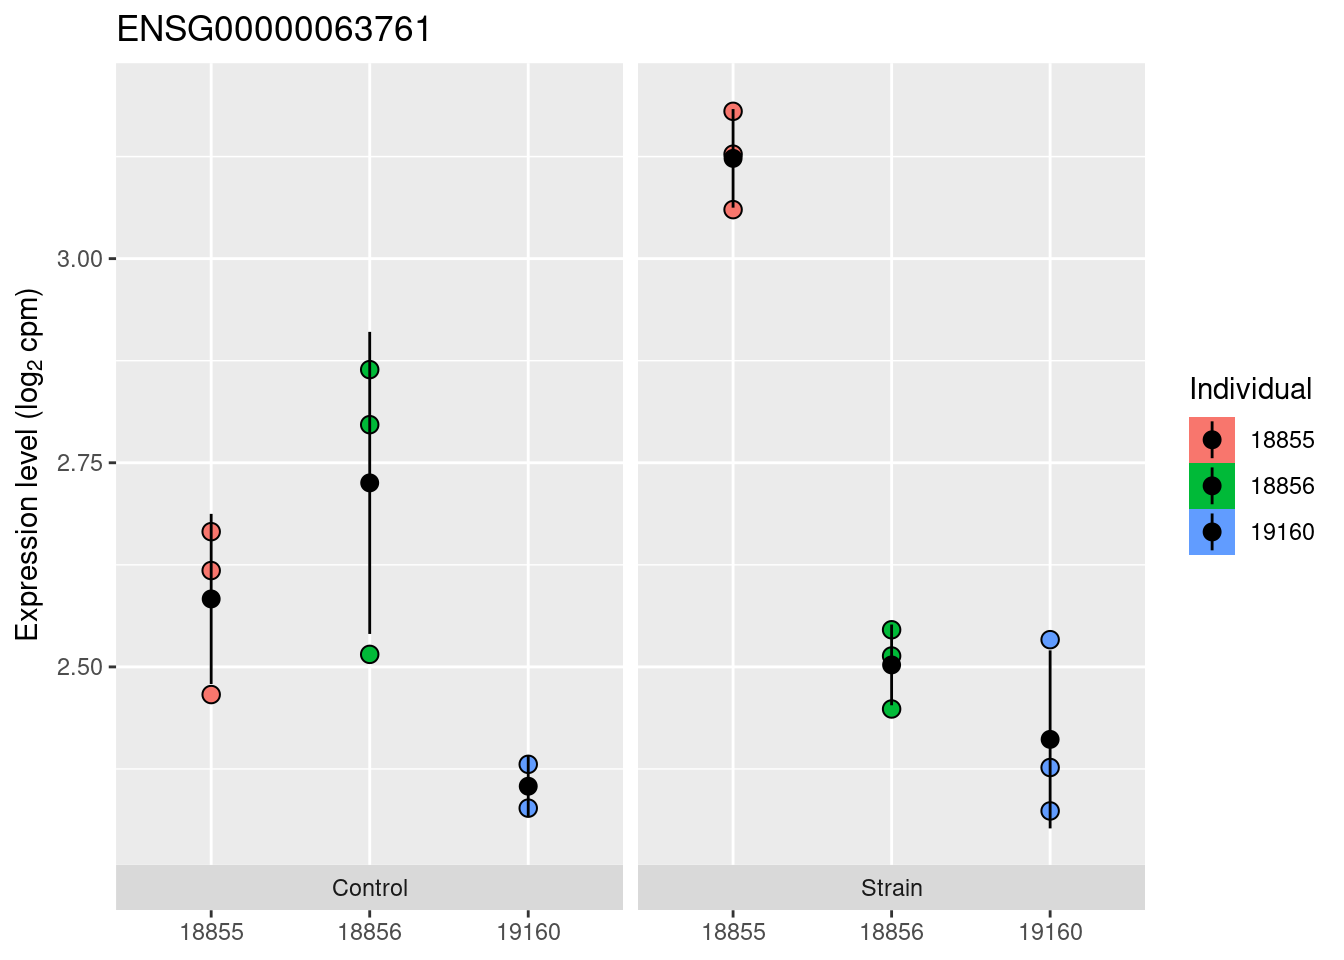 ENSG00000063761
Expression level (log₂ cpm)
3.00
2.75
2.50
Control
Strain
18855
18856
19160
18855
18856
19160
Individual
18855
18856
19160